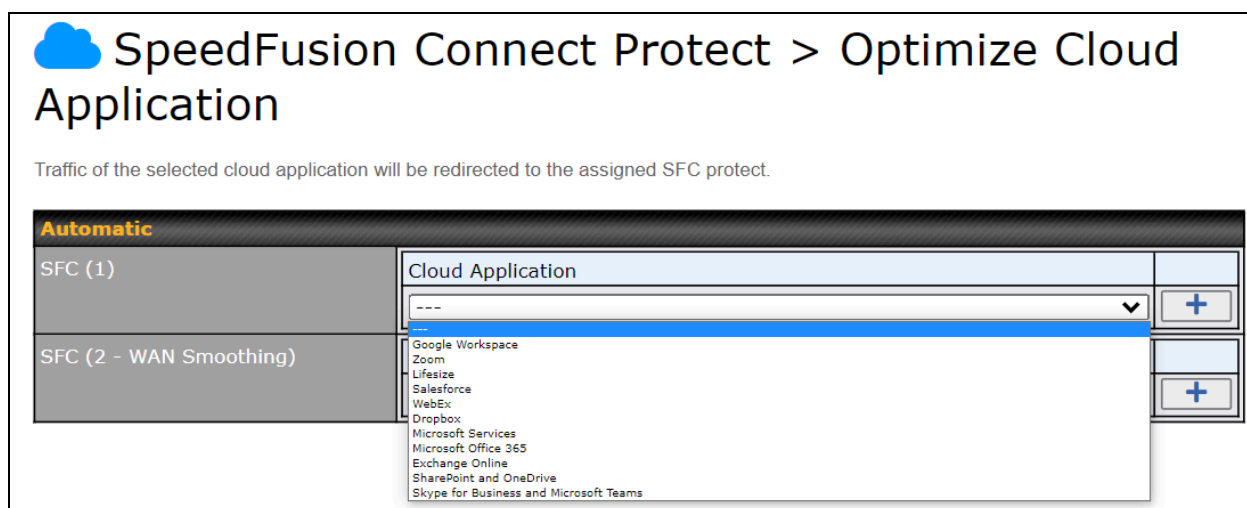 SpeedFusion Connect Protect > Optimize Cloud
Application
Traffic of the selected cloud application will be redirected to the assigned SFC protect.
Automatic
SFC (1)
Cloud Application
---
---
Google Workspace
Zoom
Lifesize
Salesforce
WebEx
Dropbox
Microsoft Services
Microsoft Office 365
Exchange Online
SharePoint and OneDrive
Skype for Business and Microsoft Teams
SFC (2 - WAN Smoothing)